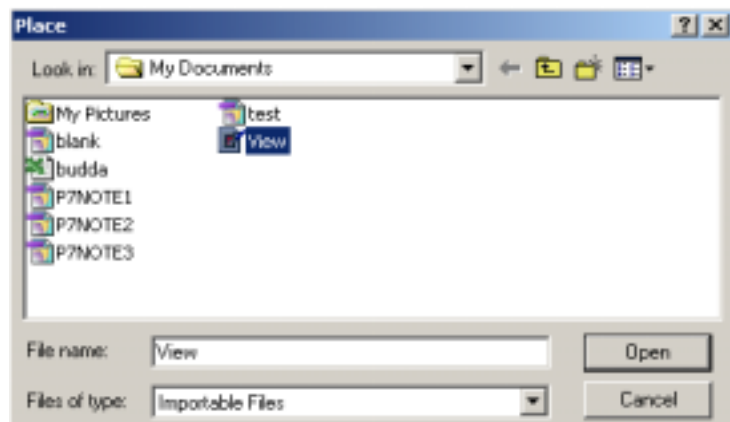 Place
Look in: My Documents
My Pictures test
blank View
budda
P7NOTE1
P7NOTE2
P7NOTE3
File name: View Open
Files of type: Importable Files Cancel